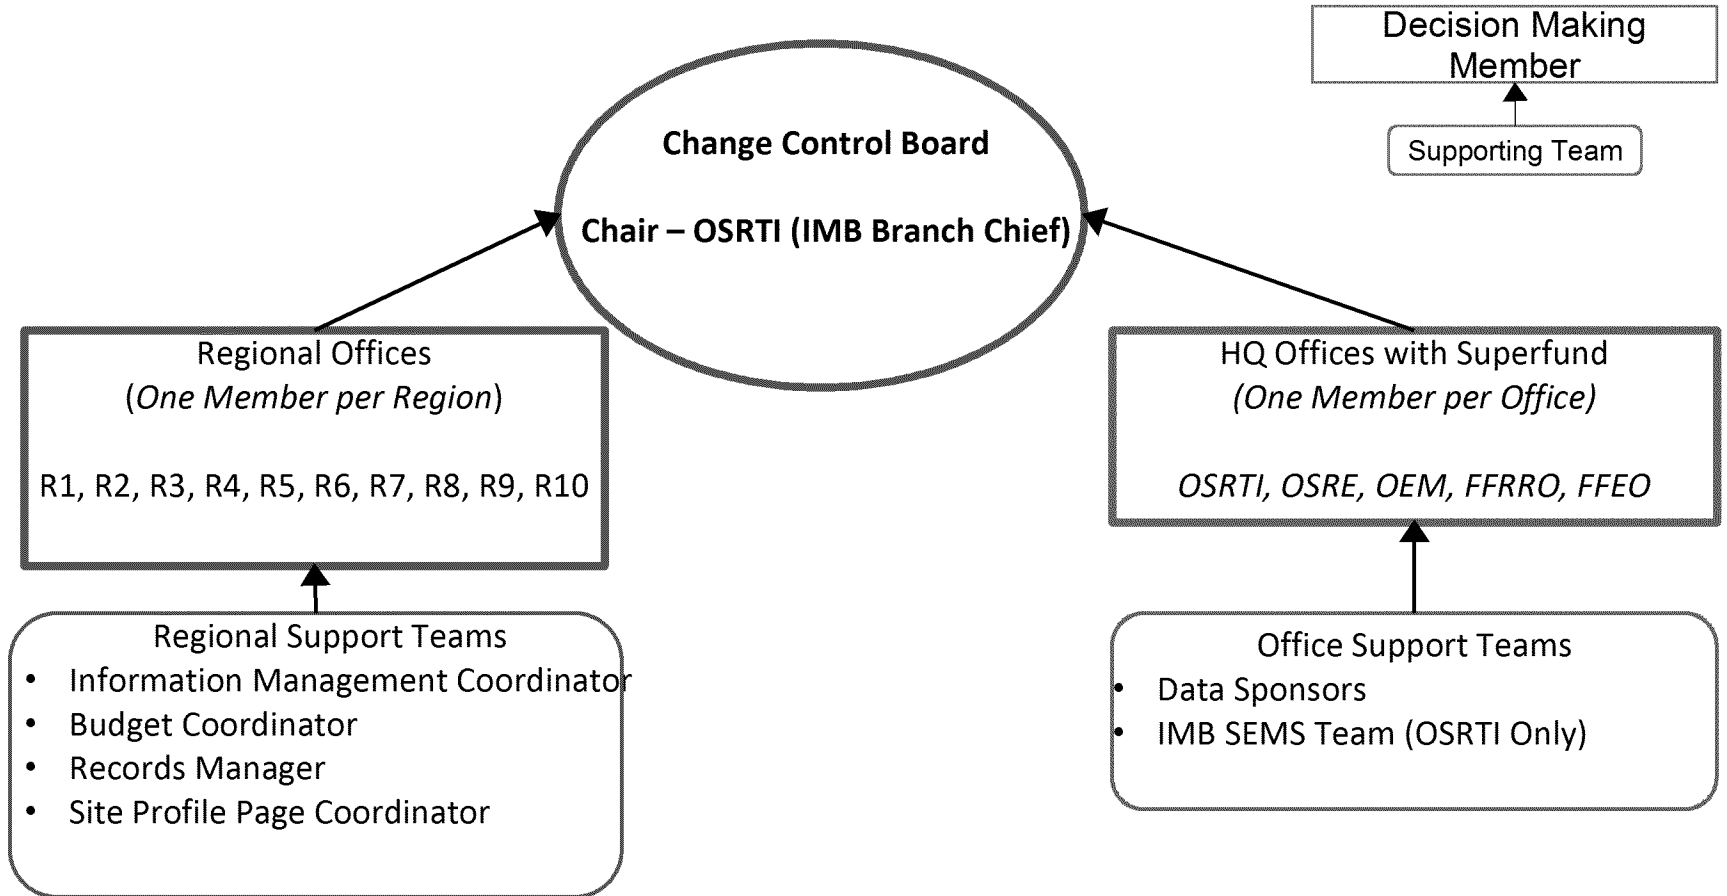 Decision Making
Member
Supporting Team
Change Control Board
Chair – OSRTI (IMB Branch Chief)
Regional Offices
(One Member per Region)
R1, R2, R3, R4, R5, R6, R7, R8, R9, R10
HQ Offices with Superfund
(One Member per Office)
OSRTI, OSRE, OEM, FFRRO, FFEO
Regional Support Teams
• Information Management Coordinator
• Budget Coordinator
• Records Manager
• Site Profile Page Coordinator
Office Support Teams
• Data Sponsors
• IMB SEMS Team (OSRTI Only)